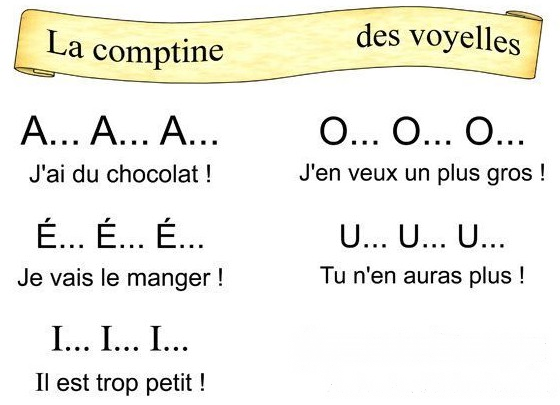 La comptine des voyelles
A... A... A...
J'ai du chocolat !
É... É... É...
Je vais le manger !
I... I... I...
Il est trop petit !
O... O... O...
J'en veux un plus gros !
U... U... U...
Tu n'en auras plus !